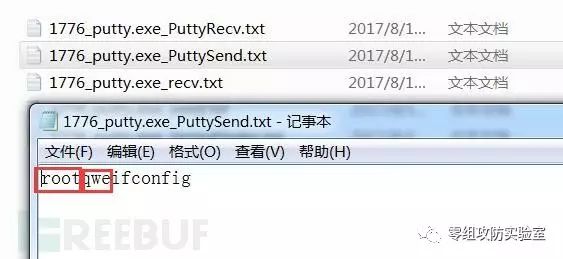 1776_putty.exe_PuttyRecv.txt 2017/8/1... 文本文档
1776_putty.exe_PuttySend.txt 2017/8/1... 文本文档
1776_putty.exe_recv.txt 2017/8/1... 文本文档
1776_putty.exe_PuttySend.txt - 记事本
文件(F) 编辑(E) 格式(O) 查看(V) 帮助(H)
rootqweifconfig
REEBUF
零组攻防实验室